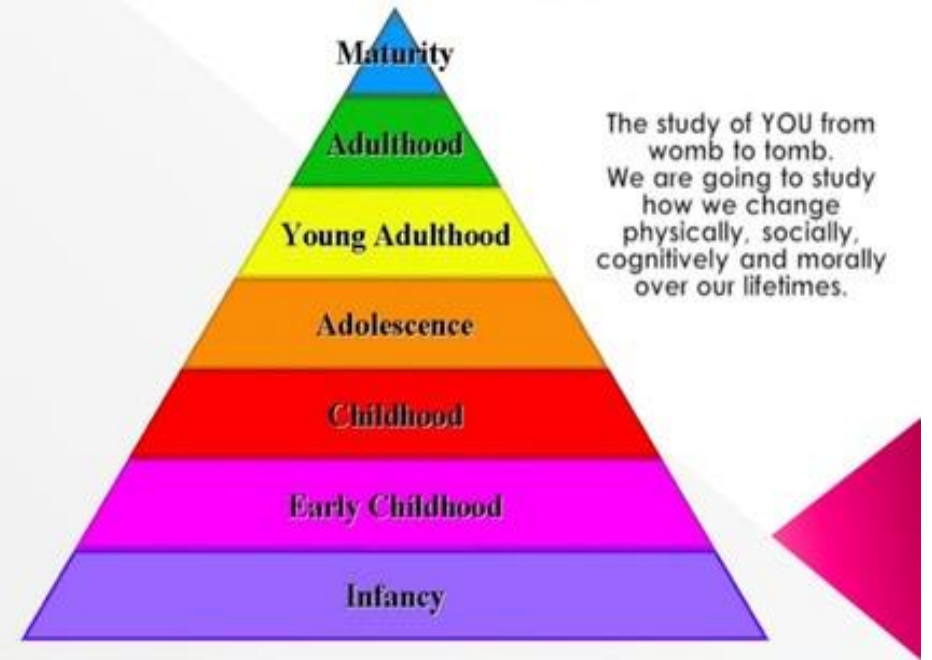 Maturity
Adulthood
Young Adulthood
Adolescence
Childhood
Early Childhood
Infancy
The study of YOU from
womb to tomb.
We are going to study
how we change
physically, socially,
cognitively and morally
over our lifetimes.